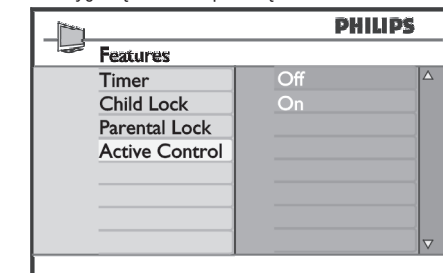 PHILIPS
Features
Timer
Off
Child Lock
On
Parental Lock
Active Control